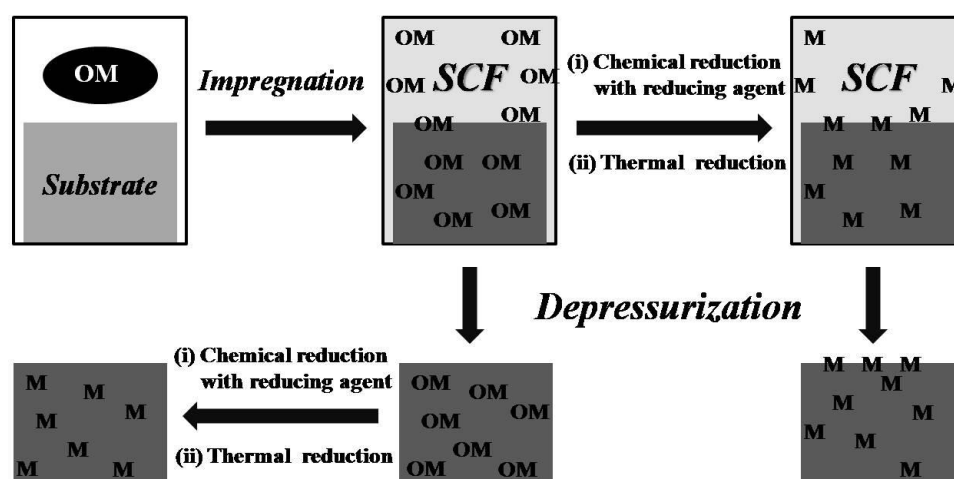 OM
Substrate
Impregnation
OM OM
OM SCF OM
OM OM
OM OM
OM
OM OM
(i) Chemical reduction
with reducing agent
(ii) Thermal reduction
M
M SCF M
M M M
M M
M
M M
Depressurization
(i) Chemical reduction
with reducing agent
(ii) Thermal reduction
M M
M M
M
M M
OM OM
OM OM
OM
OM OM
M M M
M
M M
M M
M